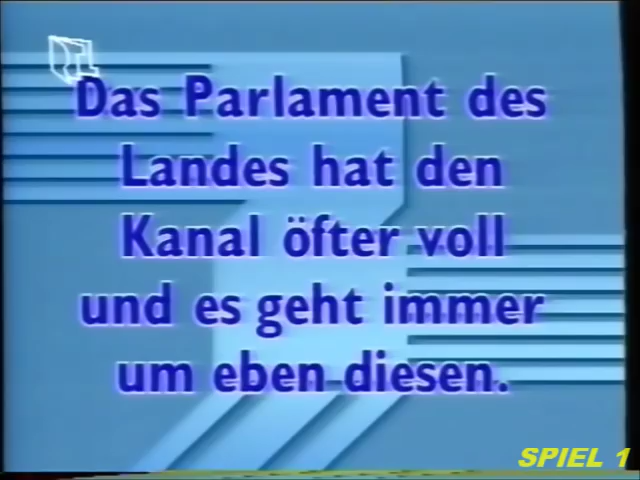 Das Parlament des
Landes hat den
Kanal öfter voll
und es geht immer
um eben diesen.
SPIEL 1